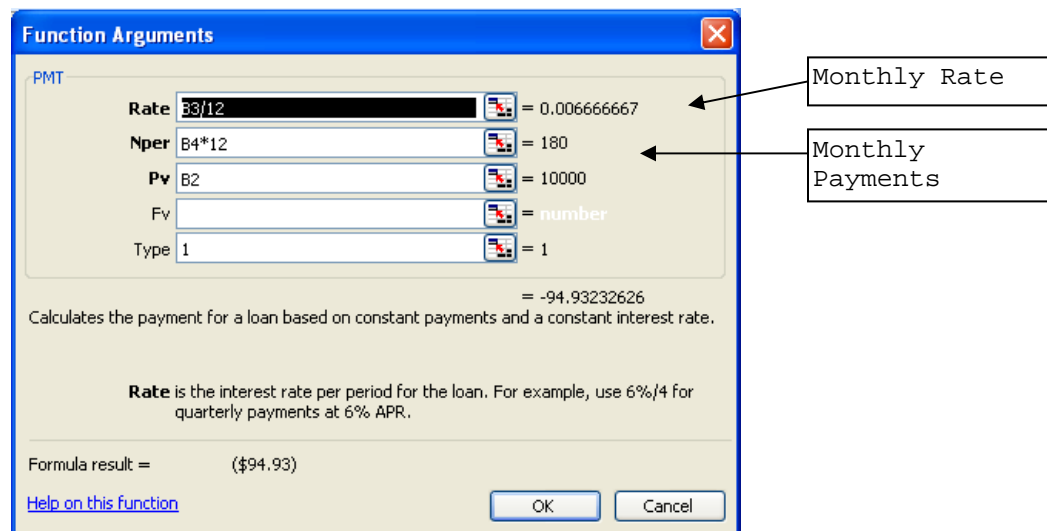 Function Arguments
PMT
Rate B3/12 = 0.006666667
Nper B4*12 = 180
Pv B2 = 10000
Fv = number
Type 1 = 1
= -94.93232626
Calculates the payment for a loan based on constant payments and a constant interest rate.
Rate is the interest rate per period for the loan. For example, use 6%/4 for
quarterly payments at 6% APR.
Formula result = ($94.93)
Help on this function
OK Cancel
Monthly Rate
Monthly
Payments